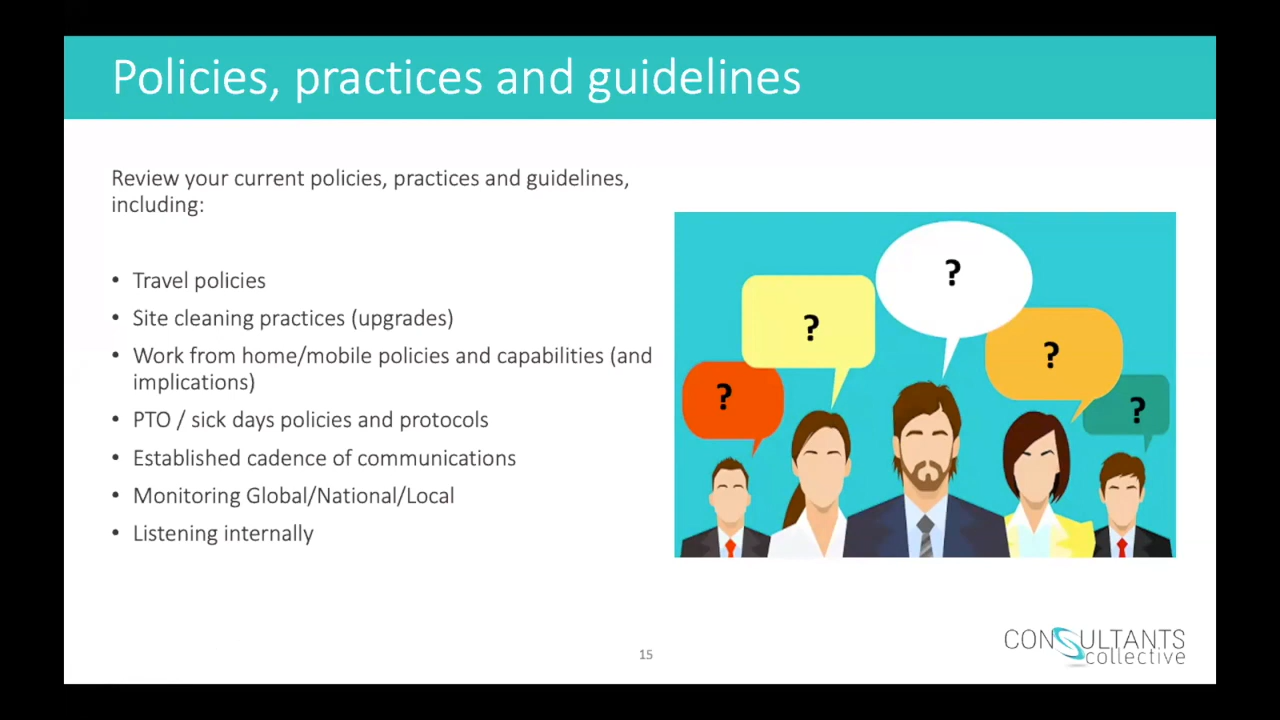 Policies, practices and guidelines
Review your current policies, practices and guidelines,
including:
• Travel policies
• Site cleaning practices (upgrades)
• Work from home/mobile policies and capabilities (and
implications)
• PTO / sick days policies and protocols
• Established cadence of communications
• Monitoring Global/National/Local
• Listening internally
?
?
?
?
?
15
CONSULTANTS
collective